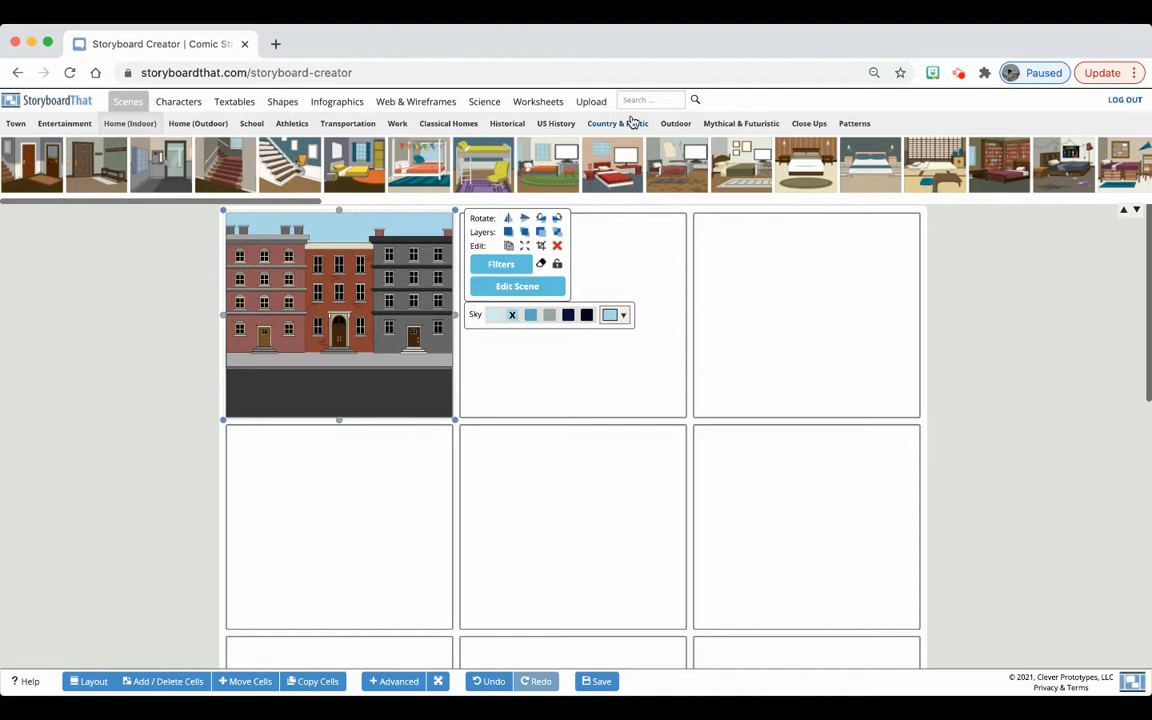 Storyboard Creator | Comic St
storyboardthat.com/storyboard-creator
Paused
Update
StoryboardThat
Scenes Characters Textables Shapes Infographics Web & Wireframes Science Worksheets Upload Search ... LOG OUT
Town Entertainment Home (Indoor) Home (Outdoor) School Athletics Transportation Work Classical Homes Historical US History Country & Outdoor Mythical & Futuristic Close Ups Patterns
Rotate:
Layers:
Edit:
Filters
Edit Scene
Sky X
? Help Layout Add / Delete Cells Move Cells Copy Cells + Advanced Undo Redo Save
© 2021, Clever Prototypes, LLC
Privacy & Terms